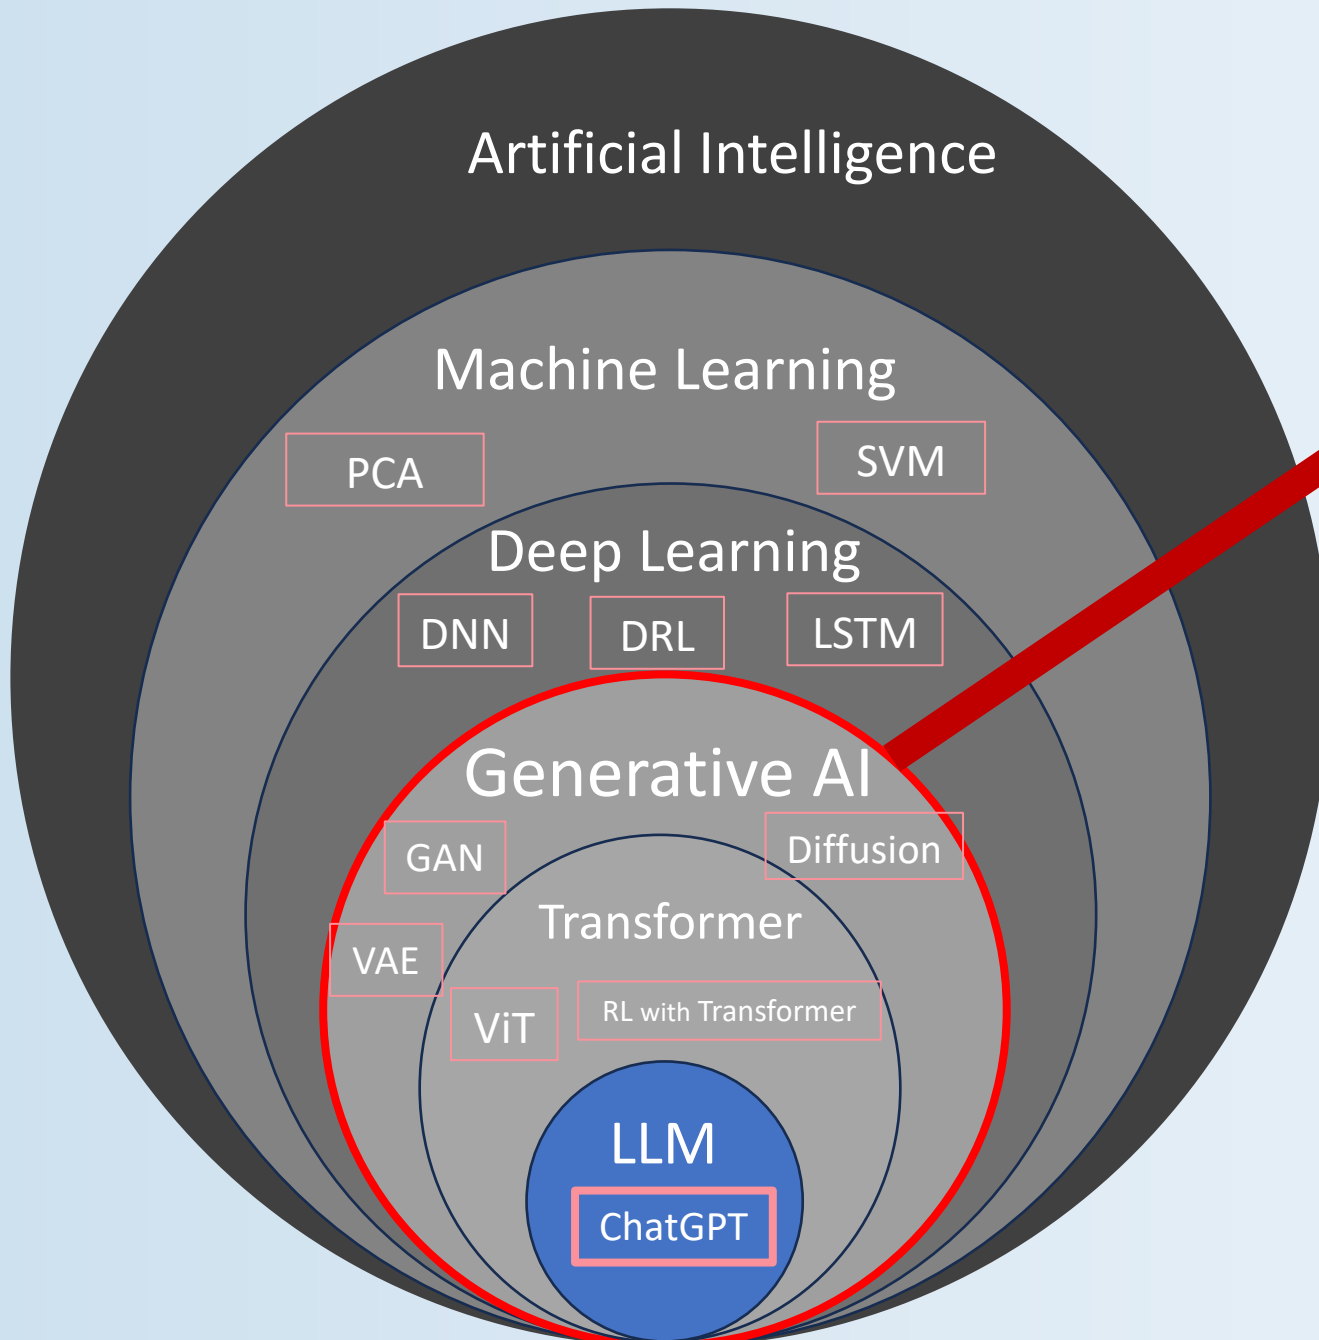 Artificial Intelligence
Machine Learning
PCA
SVM
Deep Learning
DNN
DRL
LSTM
Generative AI
GAN
Diffusion
Transformer
VAE
ViT
RL with Transformer
LLM
ChatGPT